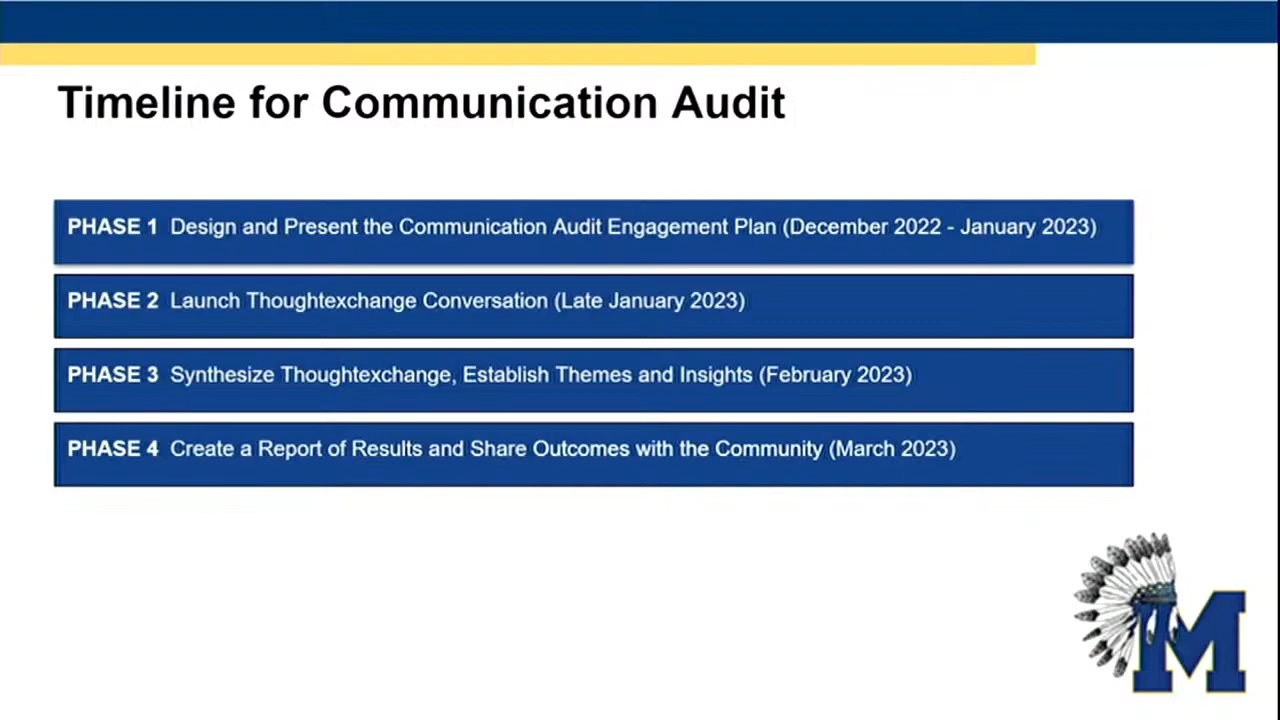 Timeline for Communication Audit
PHASE 1 Design and Present the Communication Audit Engagement Plan (December 2022 - January 2023)
PHASE 2 Launch Thoughtexchange Conversation (Late January 2023)
PHASE 3 Synthesize Thoughtexchange, Establish Themes and Insights (February 2023)
PHASE 4 Create a Report of Results and Share Outcomes with the Community (March 2023)
M